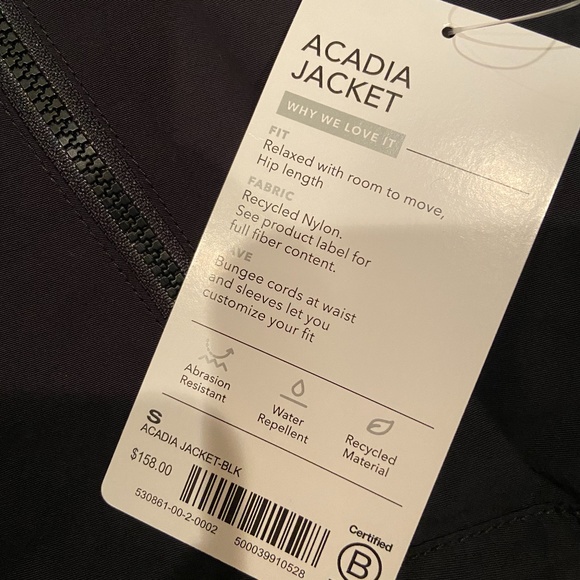 ACADIA
JACKET
WHY WE LOVE IT
FIT
Relaxed with room to move,
Hip length
FABRIC
Recycled Nylon.
See product label for
full fiber content.
Bungee cords at waist
and sleeves let you
customize your fit
Abrasion
Resistant
Water
Repellent
Recycled
Material
S
ACADIA JACKET-BLK
$158.00
530861-00-2-0002 500039910528
Certified
B